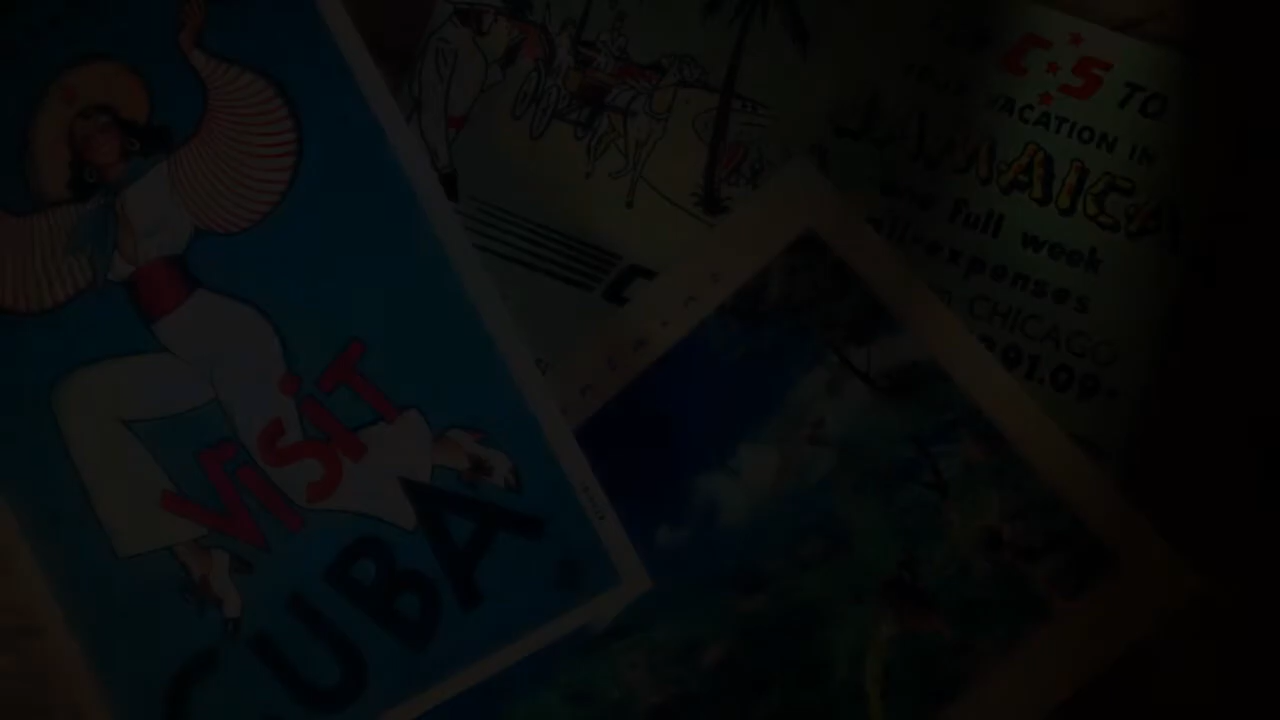 VISIT
CUBA
C·S TO
VACATION IN
JAMAICA
full week
all-expenses
CHICAGO